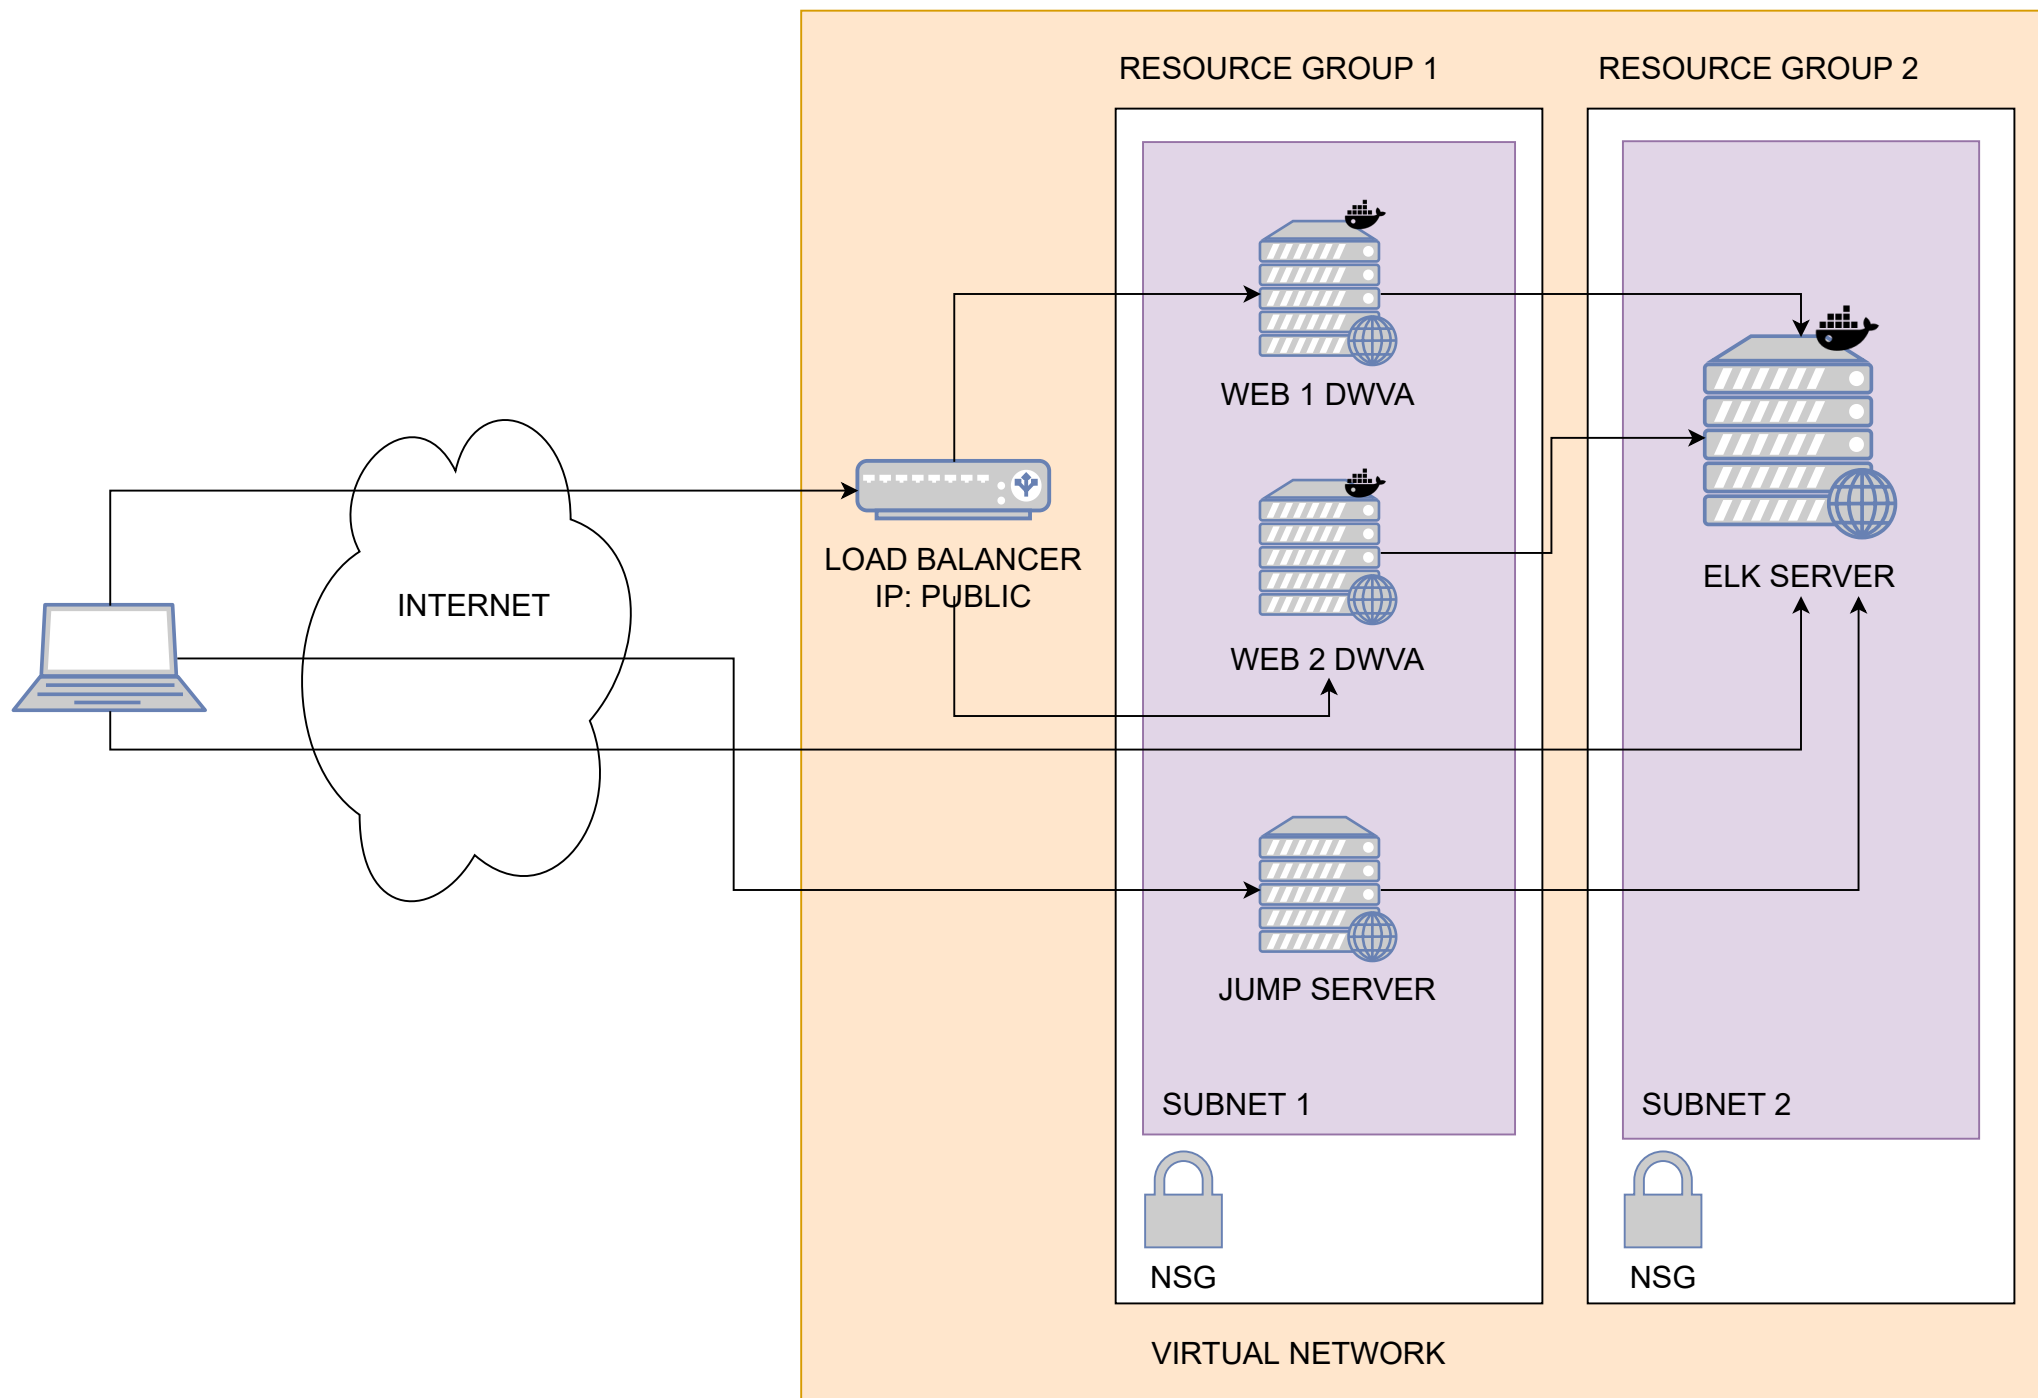 RESOURCE GROUP 1
RESOURCE GROUP 2
WEB 1 DWVA
LOAD BALANCER
IP: PUBLIC
INTERNET
ELK SERVER
WEB 2 DWVA
JUMP SERVER
SUBNET 1
SUBNET 2
NSG
NSG
VIRTUAL NETWORK